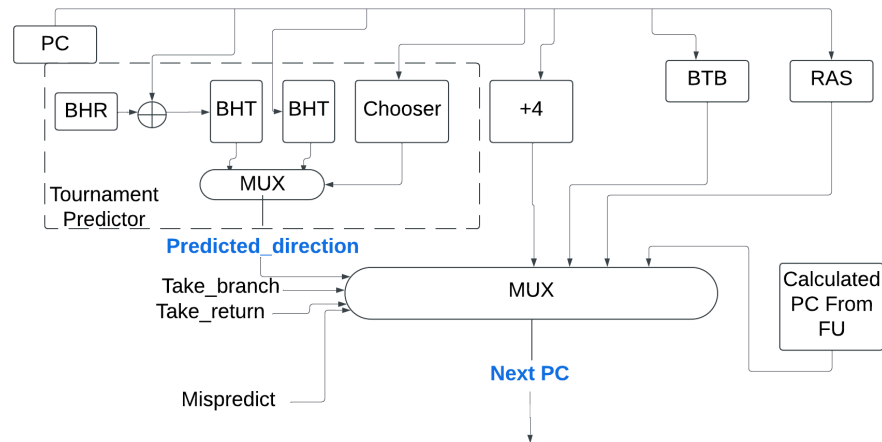 PC
BTB
RAS
BHR
BHT
BHT
Chooser
+4
MUX
Tournament
Predictor
Predicted_direction
Take_branch
Take_return
MUX
Calculated
PC From
FU
Next PC
Mispredict